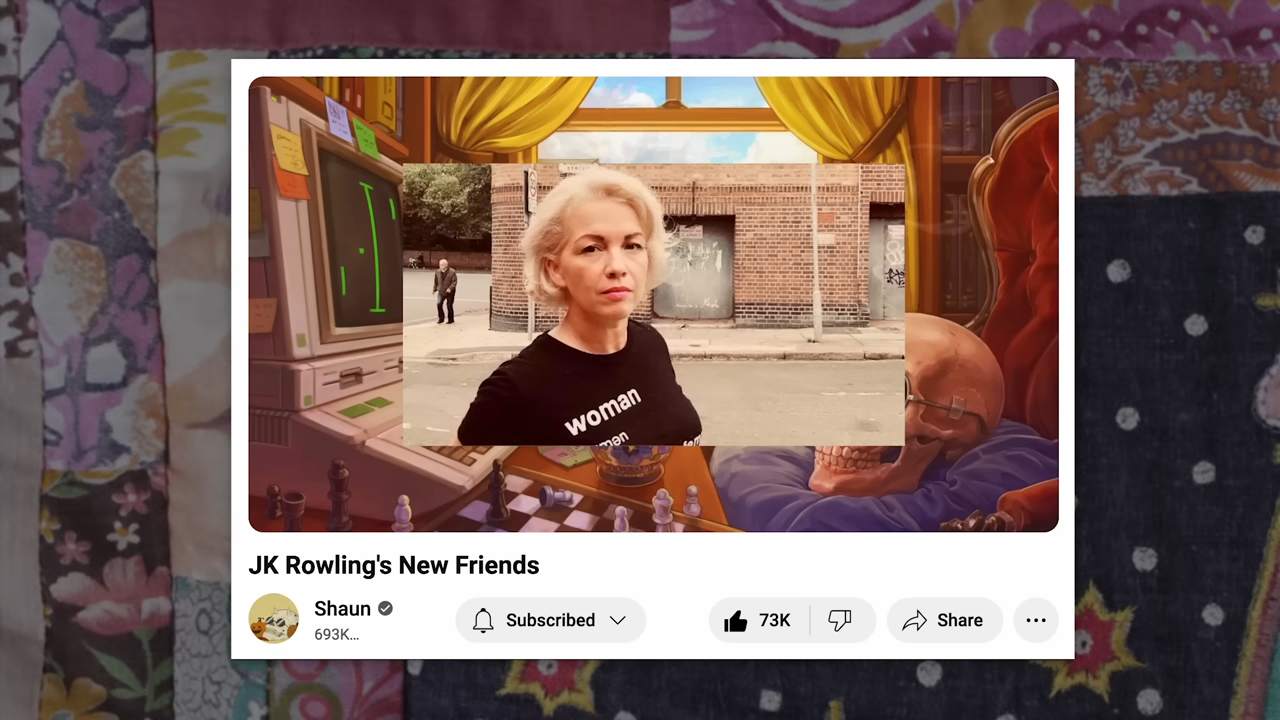 woman
JK Rowling's New Friends
Shaun
693K...
Subscribed
73K
Share